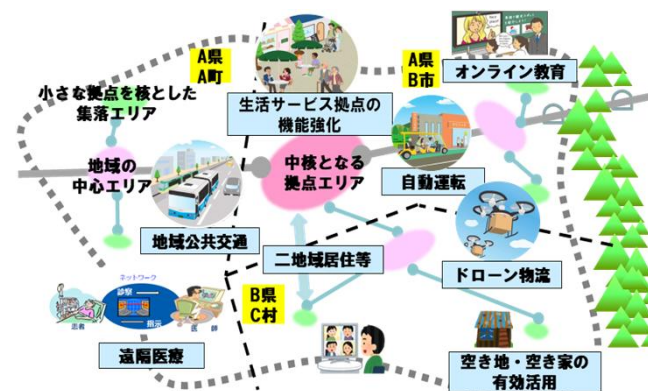 A県
A町
A県
B市
オンライン教育
小さな拠点を核とした
集落エリア
生活サービス拠点の
機能強化
地域の
中心エリア
中核となる
拠点エリア
自動運転
地域公共交通
二地域居住等
ドローン物流
B県
C村
ネットワーク
診察
指示
患者
医師
遠隔医療
空き地・空き家の
有効活用